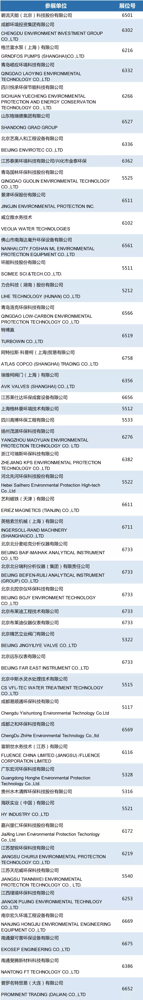 参展单位 展位号
碧流天能（北京）科技股份有限公司 6501
成都环境投资集团有限公司
CHENGDU ENVIRONMENT INVESTMENT GROUP 6302
CO.,LTD
格兰富水泵（上海）有限公司 6216
GRNDFOS PUMPS (SHANGHAI)CO.,LTD
青岛崂应环境科技有限公司
QINGDAO LAOYING ENVIRONMENTAL 6332
TECHNOLOGY CO.,LTD
四川悦承环保节能科技有限公司
SICHUAN YUECHENG ENVIRONMENTAL 6266
PROTECTION AND ENERGY CONSERVATION
TECHNOLOGY CO., LTD.
山东格瑞德集团有限公司 6527
SHANDONG GRAD GROUP
北京艺高人和工程设备有限公司 6336
BEIJING ENVIROTEC CO.,LTD
江苏泰美环境科技有限公司/兴化市金泰环保 6362
青岛国林环保科技股份有限公司 5525
QINGDAO GUOLIN ENVIRONMENTAL TECHNOLOGY
CO.,LTD
景津环保股份有限公司 6511
JINGJIN ENVIRONMENTAL PROTECTION INC.
威立雅水务技术 6102
VEOLIA WATER TECHNOLOGIES
佛山市南海达毫升环保设备有限公司 6561
NANHAI,CITY,FOSHAN ML ENVIRONMENTAL
PROTECTION EQUIPMENT CO.,LTD
环能科技股份有限公司 5511
SCIMEE SCI.&TECH.CO.,LTD.
力合科技（湖南）股份有限公司 5212
LIHE TECHNOLOGY (HUNAN) CO.,LTD
青岛洛克环保科技有限公司 6566
QINGDAO LOW-CARBON ENVIRONMENTAL
PROTECTION TECHNOLOGY CO.,LTD
特博赢 6519
TURBOWIN CO.,LTD
阿特拉斯·科普柯（上海)贸易有限公司 6758
ATLAS COPCO (SHANGHAI) TRADING CO.,LTD
埃维柯阀门（上海）有限公司 6356
AVK VALVES (SHANGHAI) CO.,LTD
江苏莱仕达环保成套设备有限公司 6656
上海格林曼环境技术有限公司 5512
四川高博环保工程有限公司 5533
扬州茂源环保科技有限公司 6276
YANGZHOU MAOYUAN ENVIRONMENTAL
PROTECTION TECHNOLOGY CO. LTD
浙江可瑞斯环保科技有限公司 6382
ZHEJIANG KPS ENVIRONMENTAL PROTECTION
TECHNOLOGY CO.,LTD
河北先河环保科技股份有限公司 5522
Hebei Sailhero Environmental Protection High-tech
Co.,Ltd
艺利磁铁（天津）有限公司 6611
ERIEZ MAGNETICS (TIANJIN) CO.,LTD
英格索兰机械（上海）有限公司 6711
INGERSOLL-RAND MACHINERY
(SHANGHAI)CO.,LTD
北京北分麦哈克分析仪器有限公司 6733
BEIJING BAIF-MAIHAK ANALYTICAL INSTRUMENT
CO.,LTD
北京北分瑞利分析仪器（集团）有限责任公司 6733
BEIJING BEIFEN-RUILI ANALYTICAL INSTRUMENT
(GROUP) CO.,LTD
北京北控京仪环保科技有限公司 6733
BEIJING BGJY ENVIRONMENT TECHNOLOGY
CO.,LTD
北京布莱迪工程技术有限公司 6733
北京布莱迪仪器仪表有限公司 6733
北京精艺立业阀门有限公司 5322
BEIJING JINGYILIYE VALVE CO.,LTD
北京远东仪表有限公司 6733
BEIJING FAR EAST INSTRUMENT CO.,LTD
北京中斯水灵水处理技术有限公司 5515
CS VFL-TEC WATER TREATMENT TECHNOLOGY
CO.,LTD
成都易顺通环保科技有限公司 5117
Chengdu Yishuntong Environmental Technology Co.Ltd
成都之和环保科技有限公司 6569
ChengDu ZhiHe Environmental Technology Co.,ltd
富朗世水务技术（江苏）有限公司 6116
FLUENCE CHINA LIMITED (JIANGSU) /FLUENCE
CORPORATION LIMITED
广东宏河环保科技有限公司 5328
Guangdong Honghe Environmental Protection
Technology Co.,Ltd.
贵州水木清辉环保科技股份有限公司 5316
海跃实业（中国）有限公司 5521
HY INDUSTRY CO.,LTD
嘉兴里仁环保科技股份有限公司 6172
JiaXing Liren Environmental Protection Techonlogy
Co.,Ltd.
江苏楚锐环保科技有限公司 6219
JIANGSU CHURUI ENVIRONMENTAL PROTECTION
TECHNOLOGY CO.,LTD
江苏天尼威环保科技有限公司 5540
JIANGSU TIANNIWEI ENVIRONMENTAL
PROTECTION TECHNOLOGY CO., LTD.
江西璞境环保科技有限公司 6253
JIANGXI PUJING ENVIRONMENTAL TECHNILOGY
CO.,LTD
南京宏久环境工程设备有限公司 6669
NANJING HONGJIU ENVIRONMENTAL ENGINEERING
EQUIPMENT CO.,LTD
南通爱可普环保设备有限公司 6675
EKOSEP ENGINEERING CO.,LTD
南通斐腾新材料科技有限公司 6386
NANTONG FT TECHNOLOGY CO.,LTD
普罗名特贸易（大连）有限公司 6652
PROMINENT TRADING (DALIAN) CO.,LTD